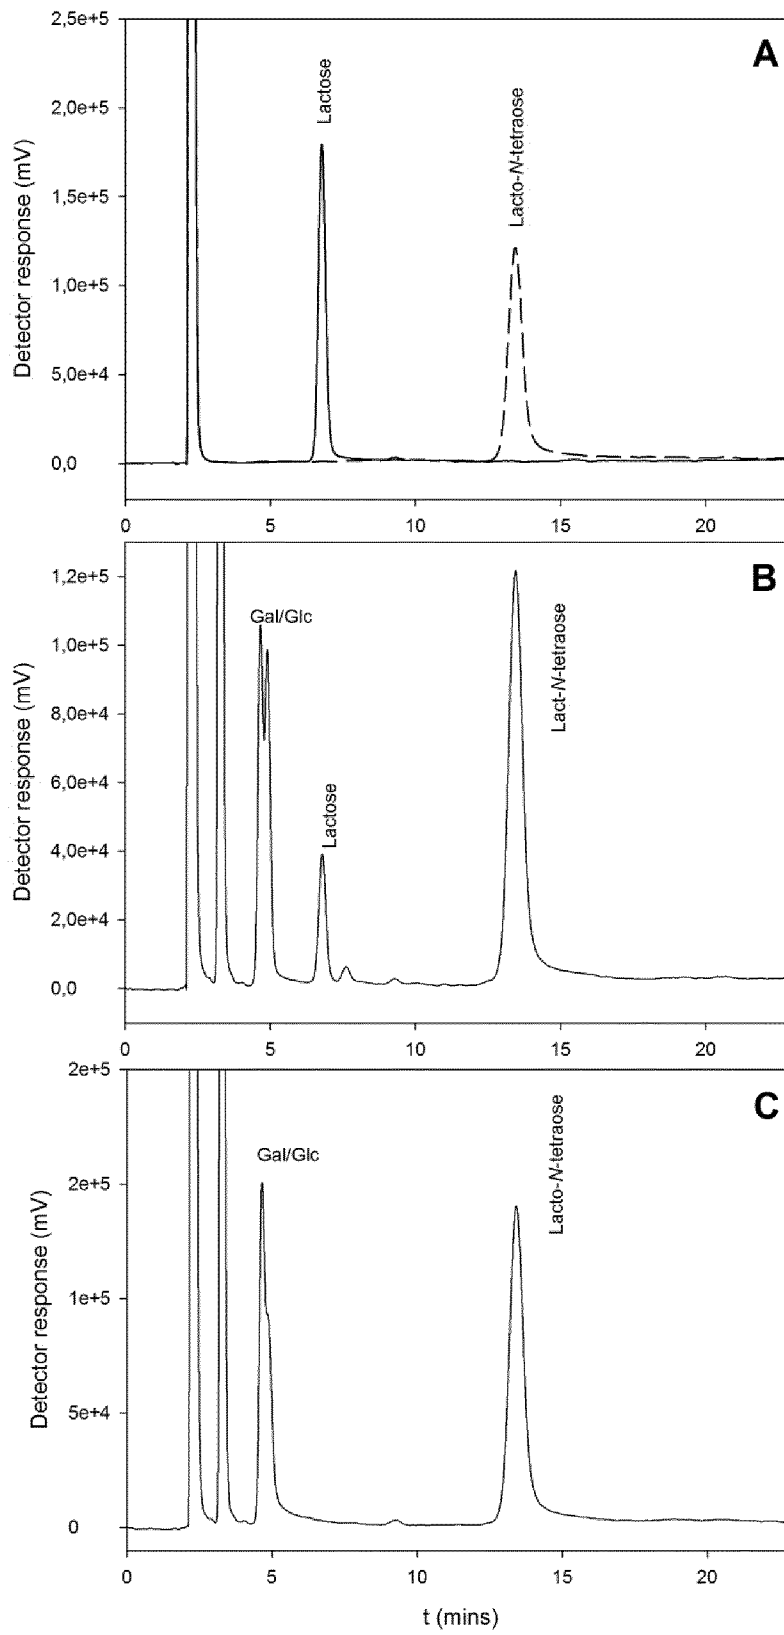 A
2,5e+5
2,0e+5
1,5e+5
1,0e+5
5,0e+4
0,0
Detector response (mV)
Lactose
Lacto-N-tetraose
0 5 10 15 20
B
1,2e+5
1,0e+5
8,0e+4
6,0e+4
4,0e+4
2,0e+4
0,0
Detector response (mV)
Gal/Glc
Lactose
Lact-N-tetraose
0 5 10 15 20
C
2e+5
2e+5
1e+5
5e+4
0
Detector response (mV)
Gal/Glc
Lacto-N-tetraose
0 5 10 15 20
t (mins)